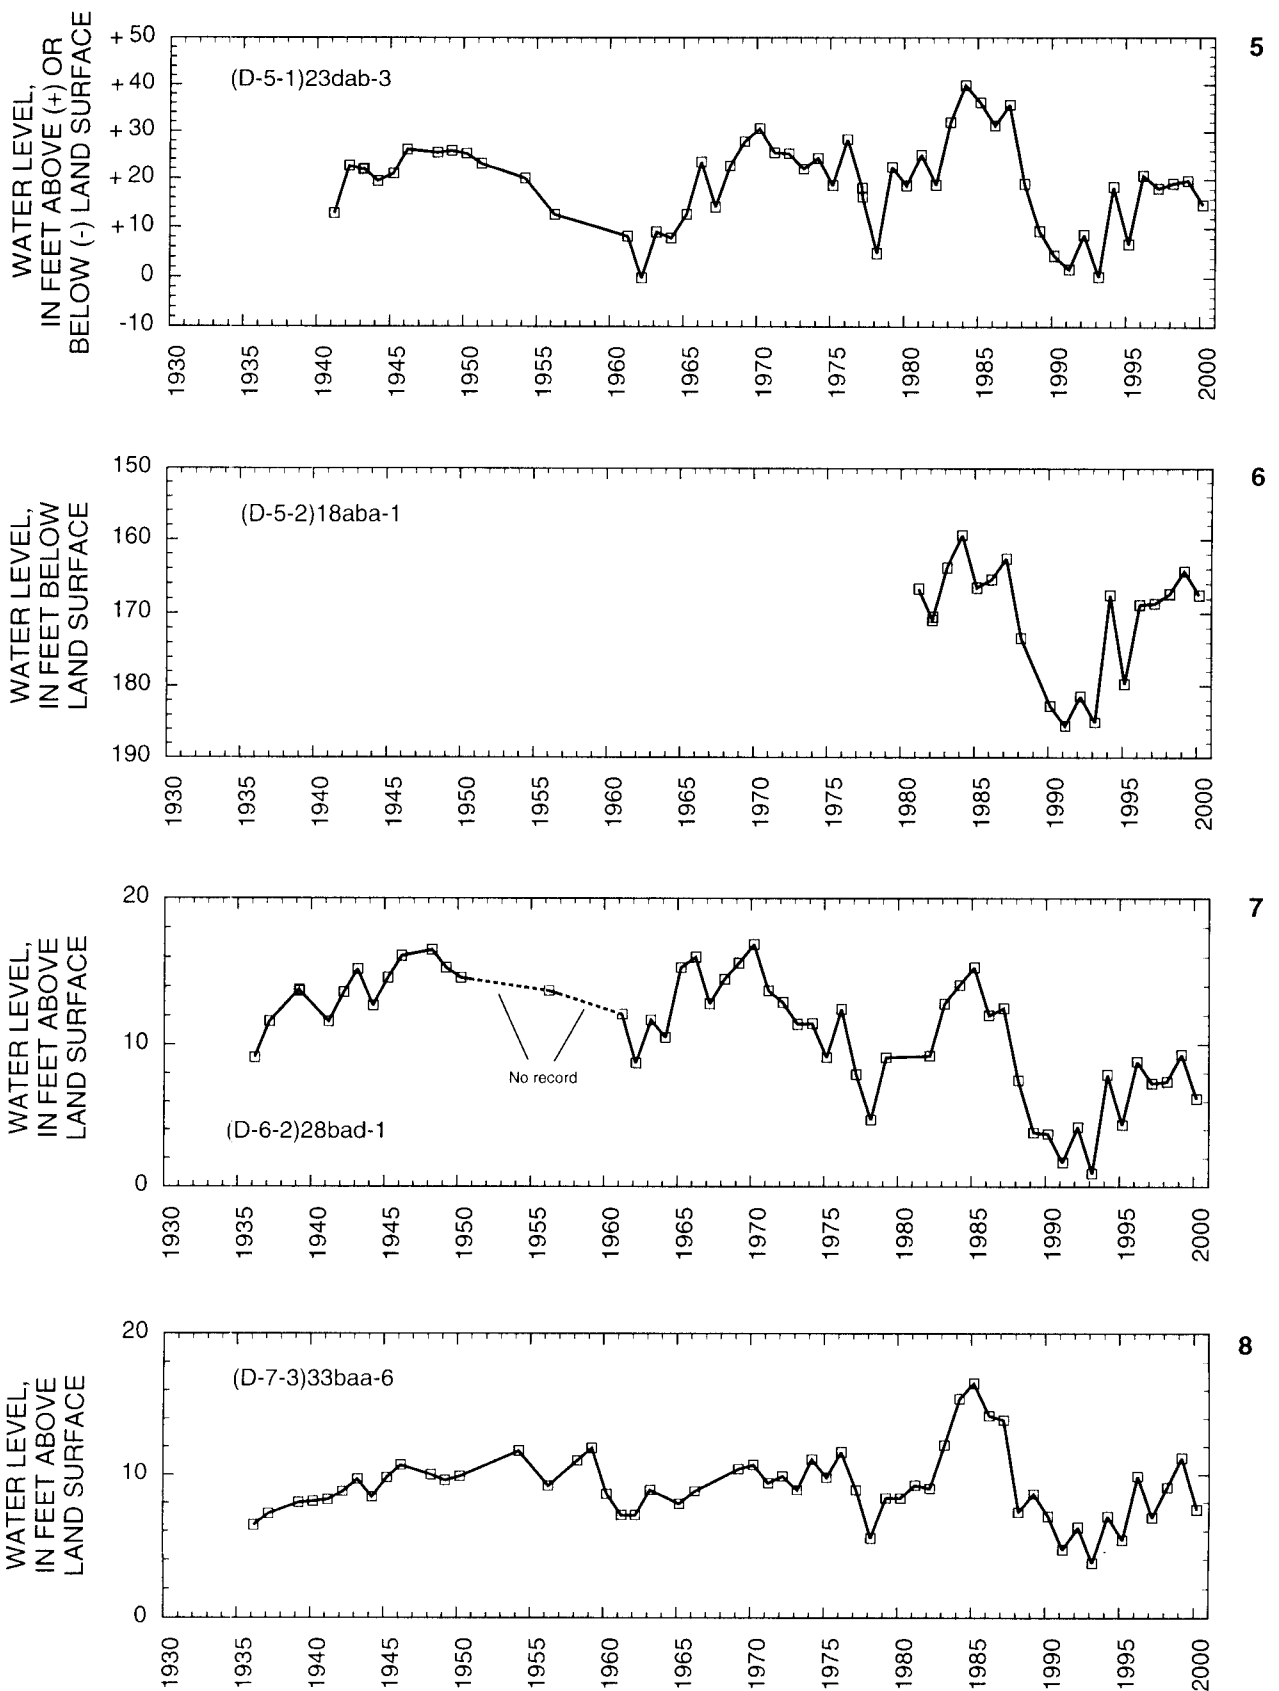 5
WATER LEVEL,
IN FEET ABOVE (+) OR
BELOW (-) LAND SURFACE
(D-5-1)23dab-3
+50
+40
+30
+20
+10
0
-10
1930 1935 1940 1945 1950 1955 1960 1965 1970 1975 1980 1985 1990 1995 2000
6
WATER LEVEL,
IN FEET BELOW
LAND SURFACE
(D-5-2)18aba-1
150
160
170
180
190
1930 1935 1940 1945 1950 1955 1960 1965 1970 1975 1980 1985 1990 1995 2000
7
WATER LEVEL,
IN FEET ABOVE
LAND SURFACE
20
10
0
No record
(D-6-2)28bad-1
1930 1935 1940 1945 1950 1955 1960 1965 1970 1975 1980 1985 1990 1995 2000
8
WATER LEVEL,
IN FEET ABOVE
LAND SURFACE
(D-7-3)33baa-6
20
10
0
1930 1935 1940 1945 1950 1955 1960 1965 1970 1975 1980 1985 1990 1995 2000